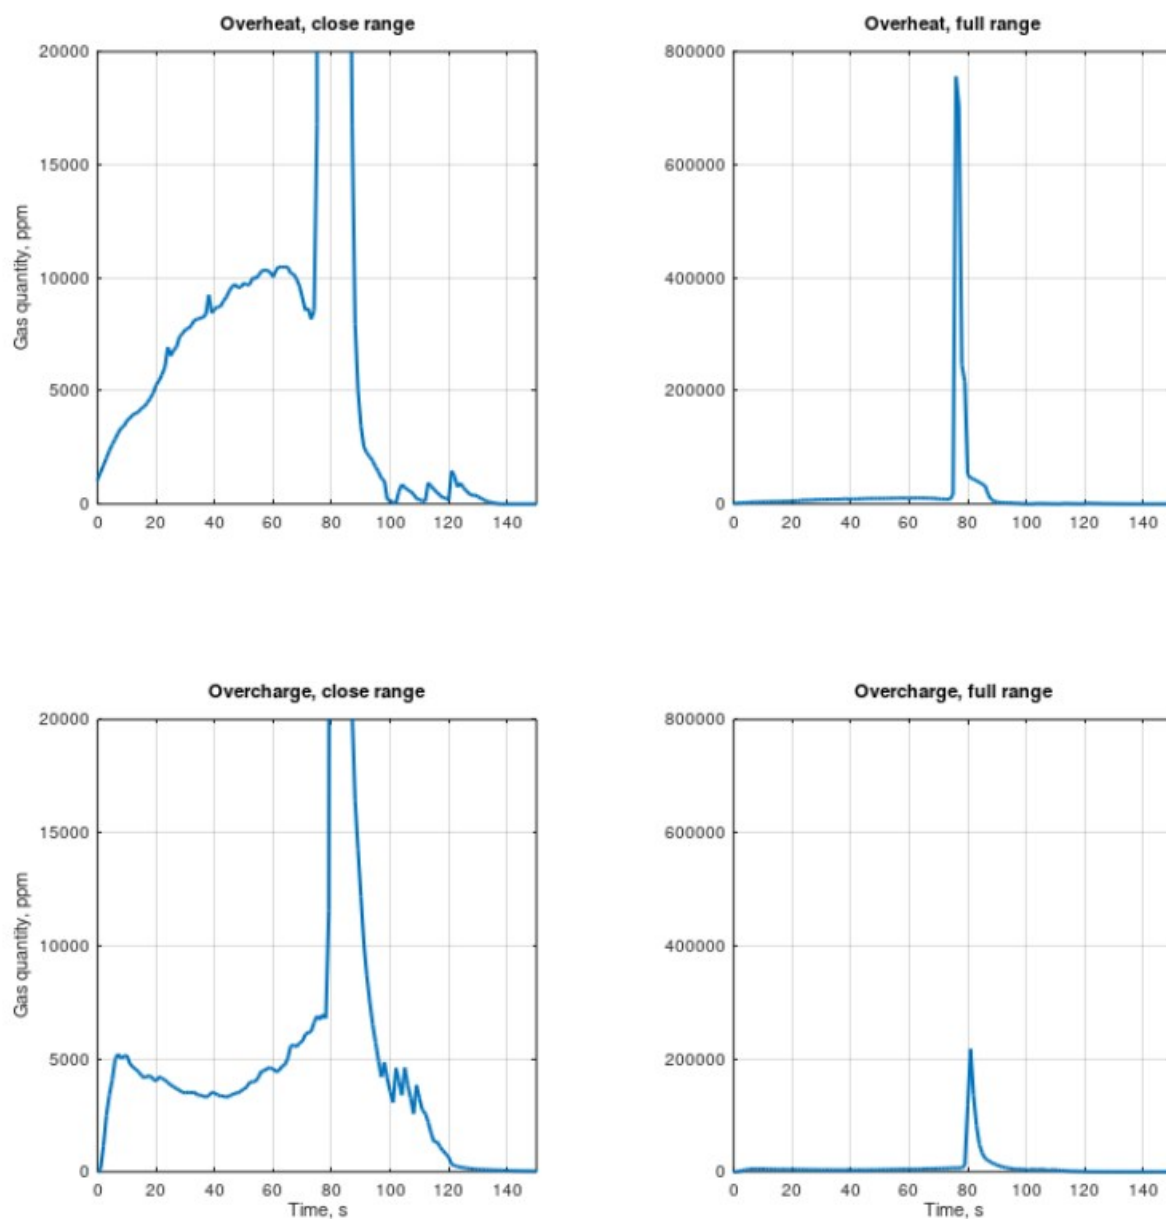 Overheat, close range
Overheat, full range
20000
15000
10000
5000
0
Gas quantity, ppm
0 20 40 60 80 100 120 140
800000
600000
400000
200000
0
0 20 40 60 80 100 120 140
Overcharge, close range
Overcharge, full range
20000
15000
10000
5000
0
Gas quantity, ppm
0 20 40 60 80 100 120 140
Time, s
800000
600000
400000
200000
0
0 20 40 60 80 100 120 140
Time, s